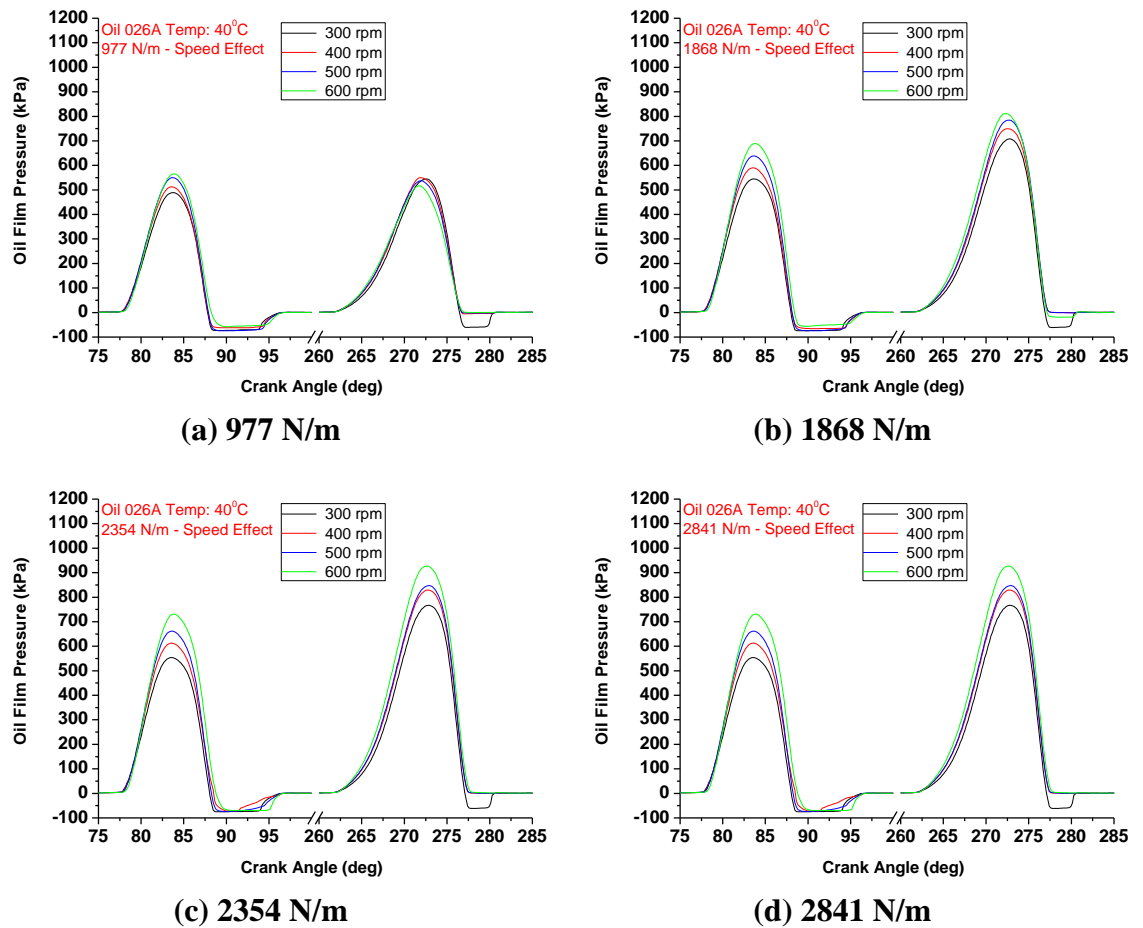 Oil 026A Temp: 40⁰C
977 N/m - Speed Effect
300 rpm
400 rpm
500 rpm
600 rpm
Oil Film Pressure (kPa)
1200
1100
1000
900
800
700
600
500
400
300
200
100
0
-100
75 80 85 90 95 260 265 270 275 280 285
Crank Angle (deg)
(a) 977 N/m
Oil 026A Temp: 40⁰C
1868 N/m - Speed Effect
300 rpm
400 rpm
500 rpm
600 rpm
Oil Film Pressure (kPa)
1200
1100
1000
900
800
700
600
500
400
300
200
100
0
-100
75 80 85 90 95 260 265 270 275 280 285
Crank Angle (deg)
(b) 1868 N/m
Oil 026A Temp: 40⁰C
2354 N/m - Speed Effect
300 rpm
400 rpm
500 rpm
600 rpm
Oil Film Pressure (kPa)
1200
1100
1000
900
800
700
600
500
400
300
200
100
0
-100
75 80 85 90 95 260 265 270 275 280 285
Crank Angle (deg)
(c) 2354 N/m
Oil 026A Temp: 40⁰C
2841 N/m - Speed Effect
300 rpm
400 rpm
500 rpm
600 rpm
Oil Film Pressure (kPa)
1200
1100
1000
900
800
700
600
500
400
300
200
100
0
-100
75 80 85 90 95 260 265 270 275 280 285
Crank Angle (deg)
(d) 2841 N/m